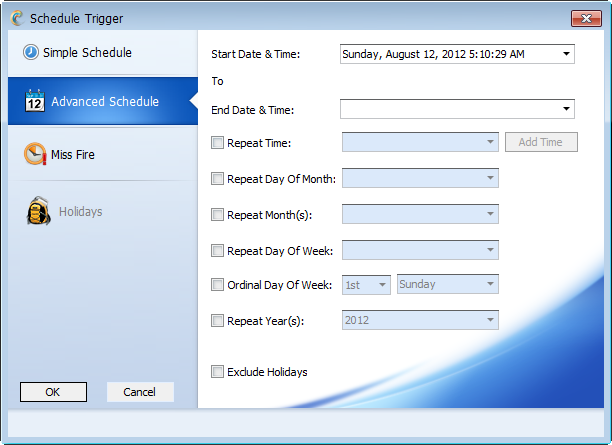 Schedule Trigger
Simple Schedule
12 Advanced Schedule
Miss Fire
Holidays
Start Date & Time: Sunday, August 12, 2012 5:10:29 AM
To
End Date & Time:
Repeat Time: Add Time
Repeat Day Of Month:
Repeat Month(s):
Repeat Day Of Week:
Ordinal Day Of Week: 1st Sunday
Repeat Year(s): 2012
Exclude Holidays
OK Cancel